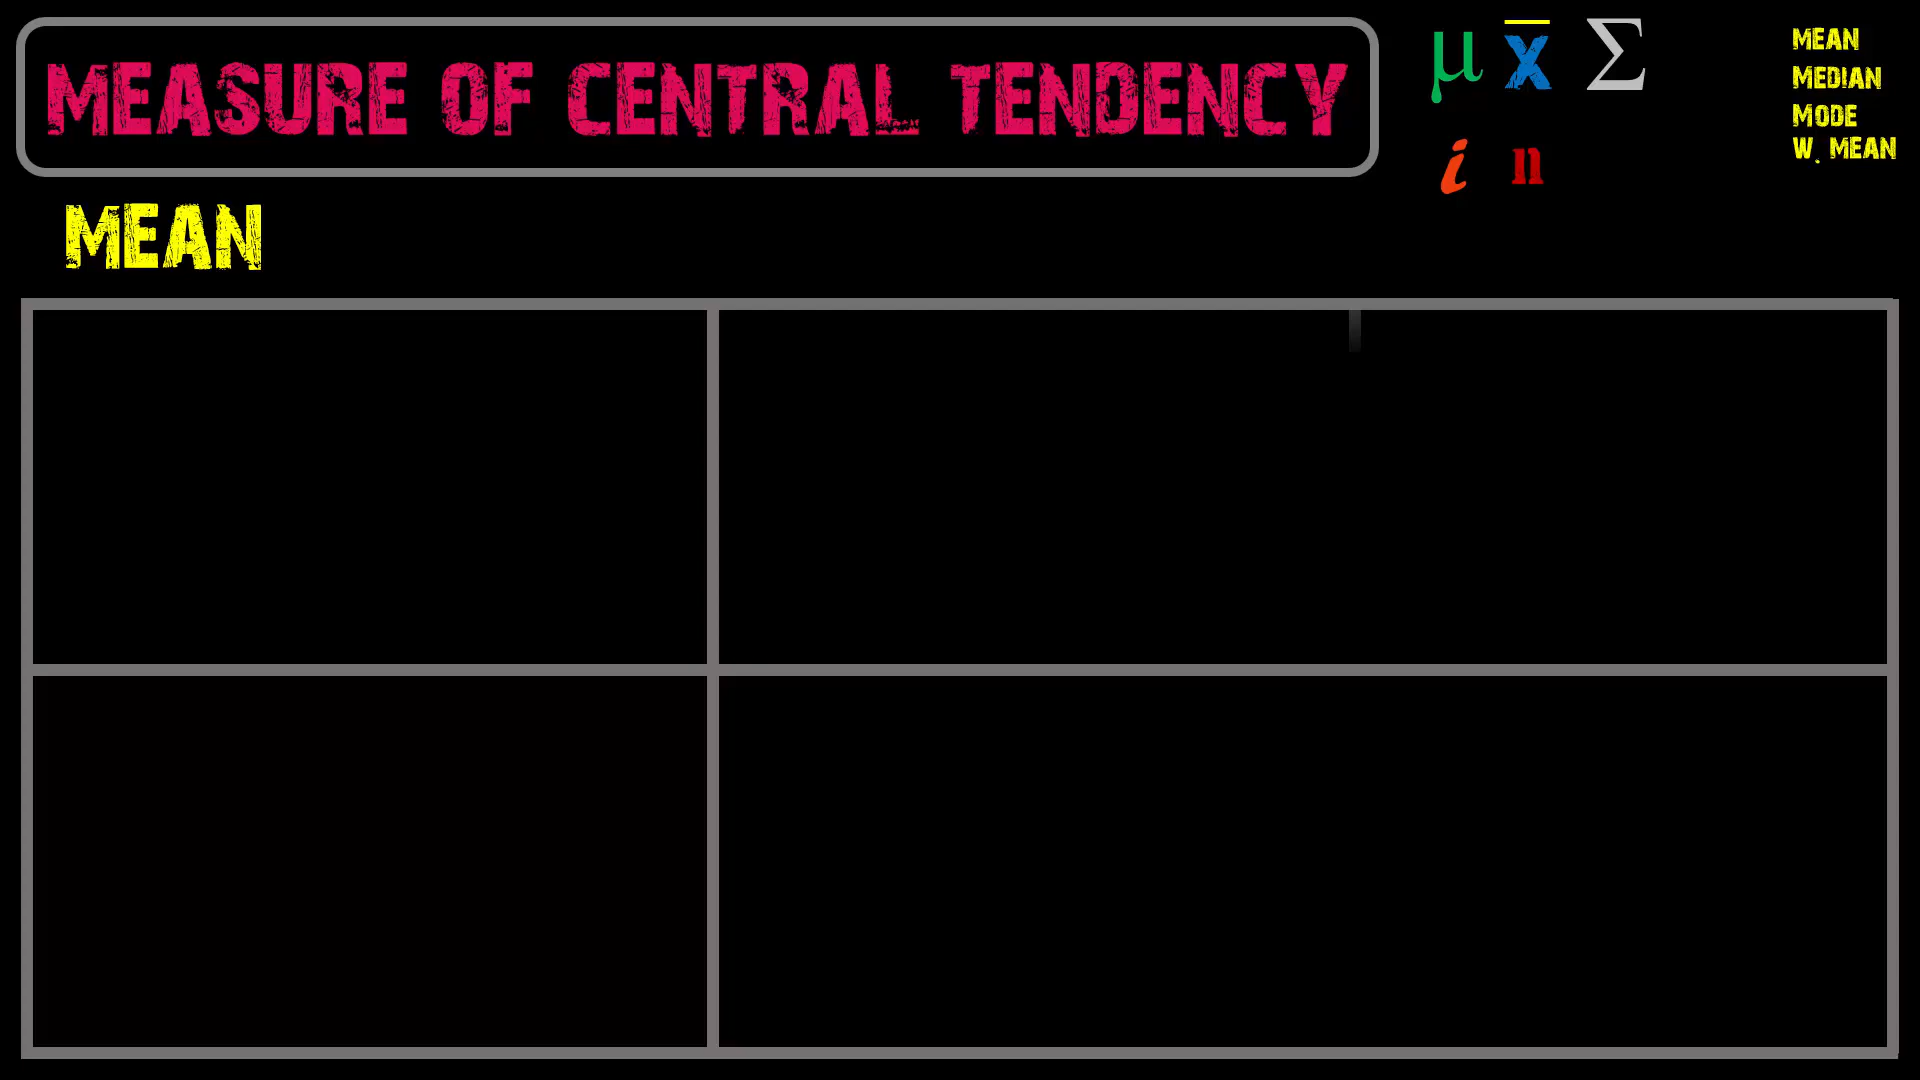 MEASURE OF CENTRAL TENDENCY
μ x̅ Σ
i n
MEAN
MEDIAN
MODE
W. MEAN
MEAN